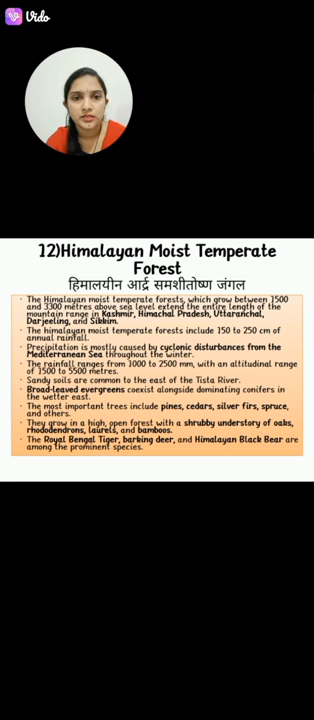 Vido
12)Himalayan Moist Temperate
Forest
हिमालयीन आर्द्र समशीतोष्ण जंगल
• The Himalayan moist temperate forests, which grow between 1500
and 3300 metres above sea level extend the entire length of the
mountain range in Kashmir, Himachal Pradesh, Uttaranchal,
Darjeeling, and Sikkim.
• The himalayan moist temperate forests include 150 to 250 cm of
annual rainfall.
• Precipitation is mostly caused by cyclonic disturbances from the
Mediterranean Sea throughout the winter.
• The rainfall ranges from 1000 to 2500 mm, with an altitudinal range
of 1500 to 5500 metres.
• Sandy soils are common to the east of the Tista River.
• Broad-leaved evergreens coexist alongside dominating conifers in
the wetter east.
• The most important trees include pines, cedars, silver firs, spruce,
and others.
• They grow in a high, open forest with a shrubby understory of oaks,
rhododendrons, laurels, and bamboos.
• The Royal Bengal Tiger, barking deer, and Himalayan Black Bear are
among the prominent species.